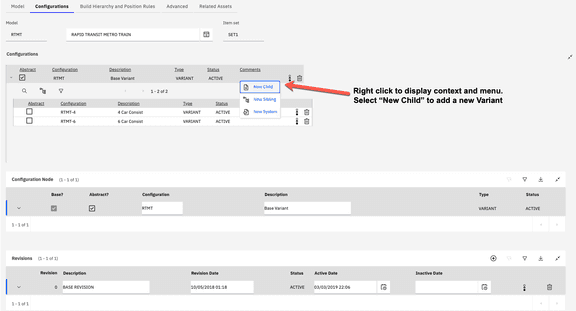 Model Configurations Build Hierarchy and Position Rules Advanced Related Assets
Model Item set
RTMT RAPID TRANSIT METRO TRAIN SET1
Configurations
Abstract Configuration Description Type Status Comments
RTMT Base Variant VARIANT ACTIVE
1 - 2 of 2
New Child
New Sibling
New System
Right click to display context and menu.
Select “New Child” to add a new Variant
Abstract Configuration Description Type Status
RTMT-4 4 Car Consist VARIANT ACTIVE
RTMT-6 6 Car Consist VARIANT ACTIVE
Configuration Node (1 - 1 of 1)
Base? Abstract? Configuration Description Type Status
RTMT Base Variant VARIANT ACTIVE
1 - 1 of 1
Revisions (1 - 1 of 1)
Revision Description Revision Date Status Active Date Inactive Date
0 BASE REVISION 10/05/2018 01:18 ACTIVE 03/03/2019 22:06
1 - 1 of 1